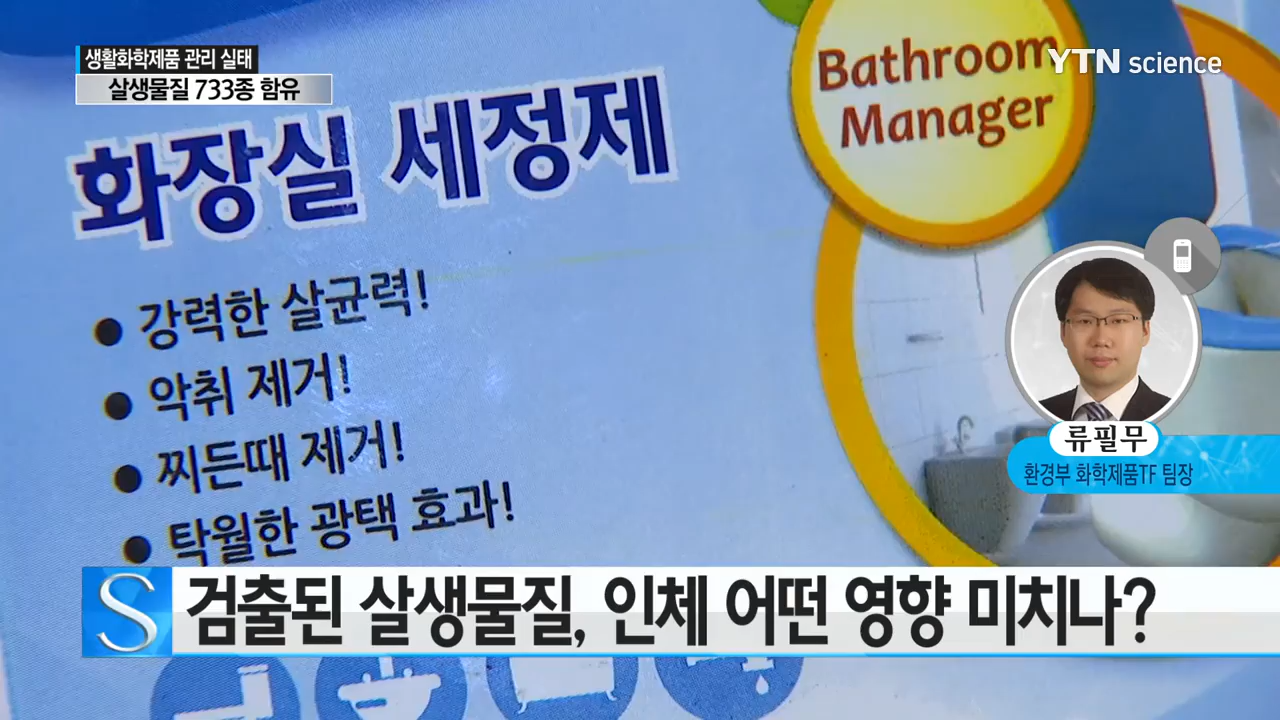 생활화학제품 관리 실태
살생물질 733종 함유
YTN science
Bathroom
Manager
화장실 세정제
● 강력한 살균력!
● 악취 제거!
● 찌든때 제거!
● 탁월한 광택 효과!
류필무
환경부 화학제품TF 팀장
S 검출된 살생물질, 인체 어떤 영향 미치나?